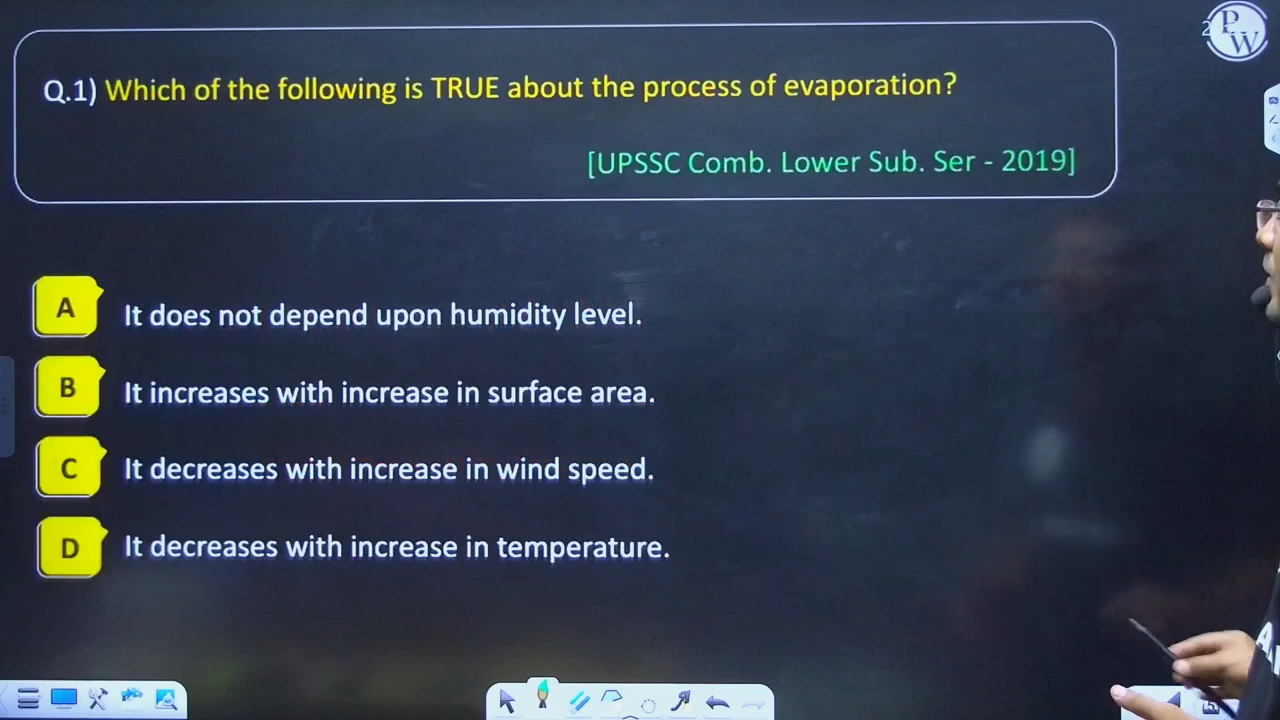 Q.1) Which of the following is TRUE about the process of evaporation?
[UPSSC Comb. Lower Sub. Ser - 2019]
A It does not depend upon humidity level.
B It increases with increase in surface area.
C It decreases with increase in wind speed.
D It decreases with increase in temperature.
PW